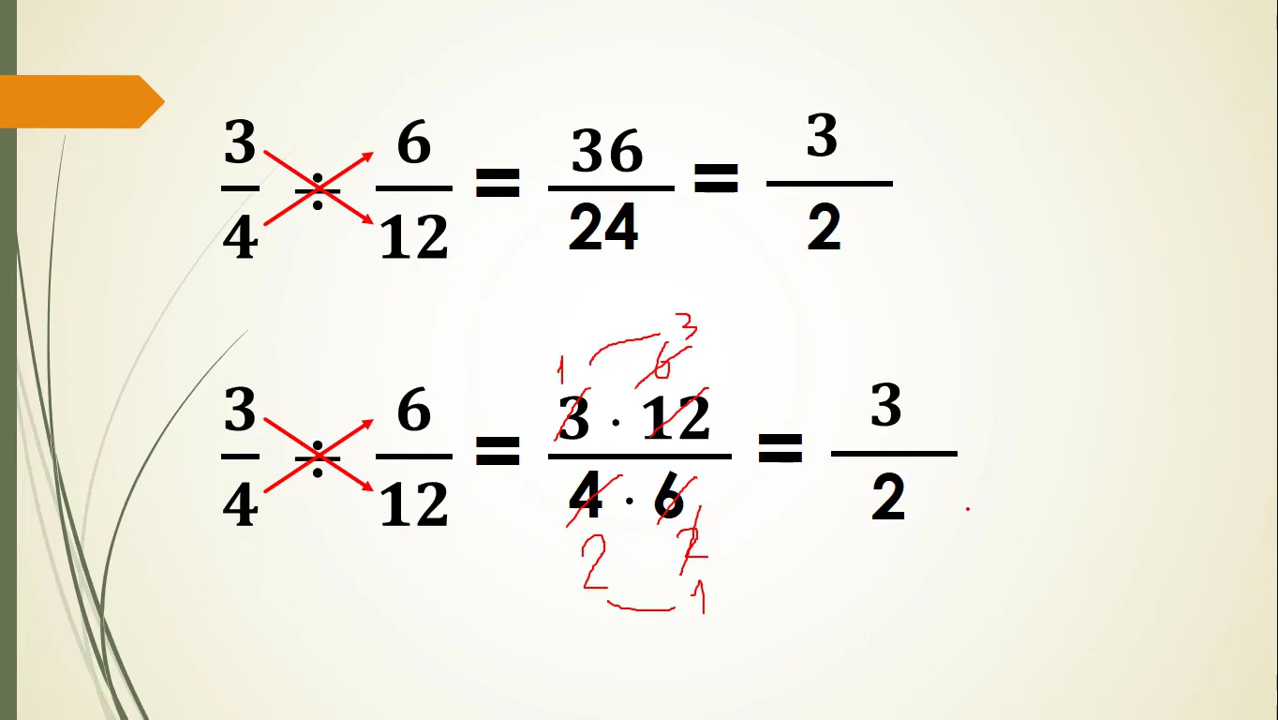 3/4 ÷ 6/12 = 36/24 = 3/2
3
1 6
3/4 ÷ 6/12 = 3 · 12/4 · 6 = 3/2
2 2
1